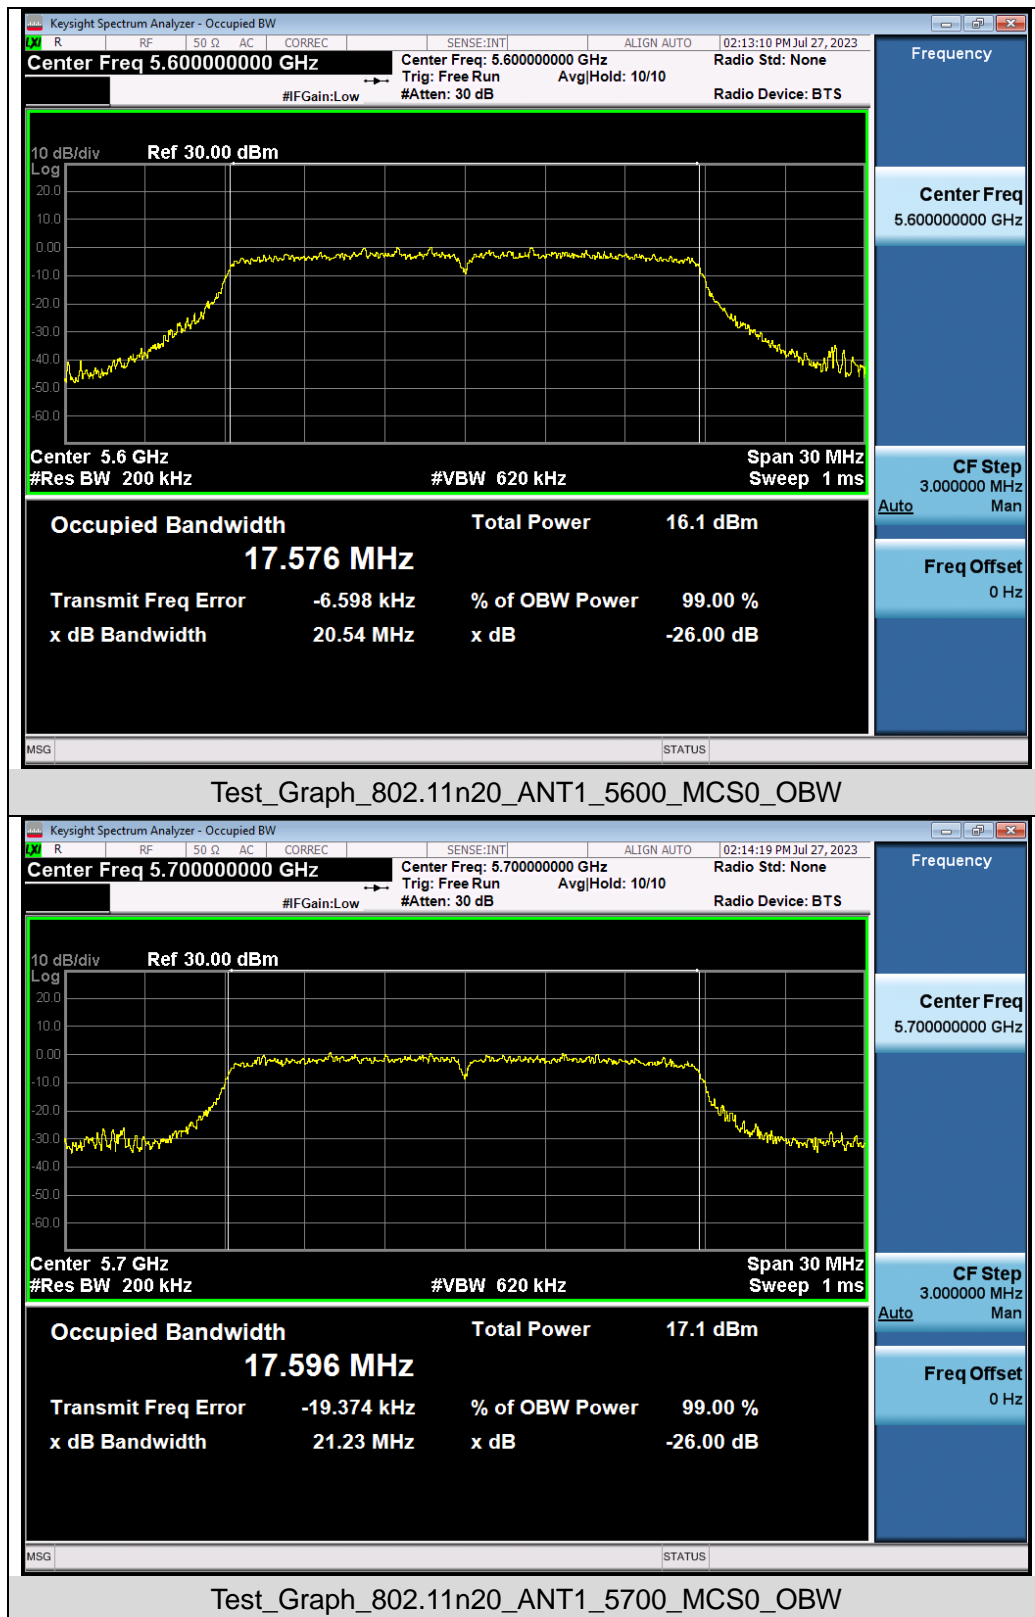 Keysight Spectrum Analyzer - Occupied BW
LXI R RF 50 Ω AC CORREC SENSE:INT ALIGN AUTO 02:13:10 PM Jul 27, 2023
Center Freq 5.600000000 GHz
Center Freq: 5.600000000 GHz
Radio Std: None
Trig: Free Run Avg|Hold: 10/10
#IFGain:Low
#Atten: 30 dB
Radio Device: BTS
Frequency
10 dB/div Ref 30.00 dBm
Log
20.0
10.0
0.00
-10.0
-20.0
-30.0
-40.0
-50.0
-60.0
Center Freq
5.600000000 GHz
Center 5.6 GHz Span 30 MHz
#Res BW 200 kHz #VBW 620 kHz Sweep 1 ms
CF Step
3.000000 MHz
Auto Man
Occupied Bandwidth Total Power 16.1 dBm
17.576 MHz
Transmit Freq Error -6.598 kHz % of OBW Power 99.00 %
x dB Bandwidth 20.54 MHz x dB -26.00 dB
Freq Offset
0 Hz
MSG STATUS
Test_Graph_802.11n20_ANT1_5600_MCS0_OBW
Keysight Spectrum Analyzer - Occupied BW
LXI R RF 50 Ω AC CORREC SENSE:INT ALIGN AUTO 02:14:19 PM Jul 27, 2023
Center Freq 5.700000000 GHz
Center Freq: 5.700000000 GHz
Radio Std: None
Trig: Free Run Avg|Hold: 10/10
#IFGain:Low
#Atten: 30 dB
Radio Device: BTS
Frequency
10 dB/div Ref 30.00 dBm
Log
20.0
10.0
0.00
-10.0
-20.0
-30.0
-40.0
-50.0
-60.0
Center Freq
5.700000000 GHz
Center 5.7 GHz Span 30 MHz
#Res BW 200 kHz #VBW 620 kHz Sweep 1 ms
CF Step
3.000000 MHz
Auto Man
Occupied Bandwidth Total Power 17.1 dBm
17.596 MHz
Transmit Freq Error -19.374 kHz % of OBW Power 99.00 %
x dB Bandwidth 21.23 MHz x dB -26.00 dB
Freq Offset
0 Hz
MSG STATUS
Test_Graph_802.11n20_ANT1_5700_MCS0_OBW